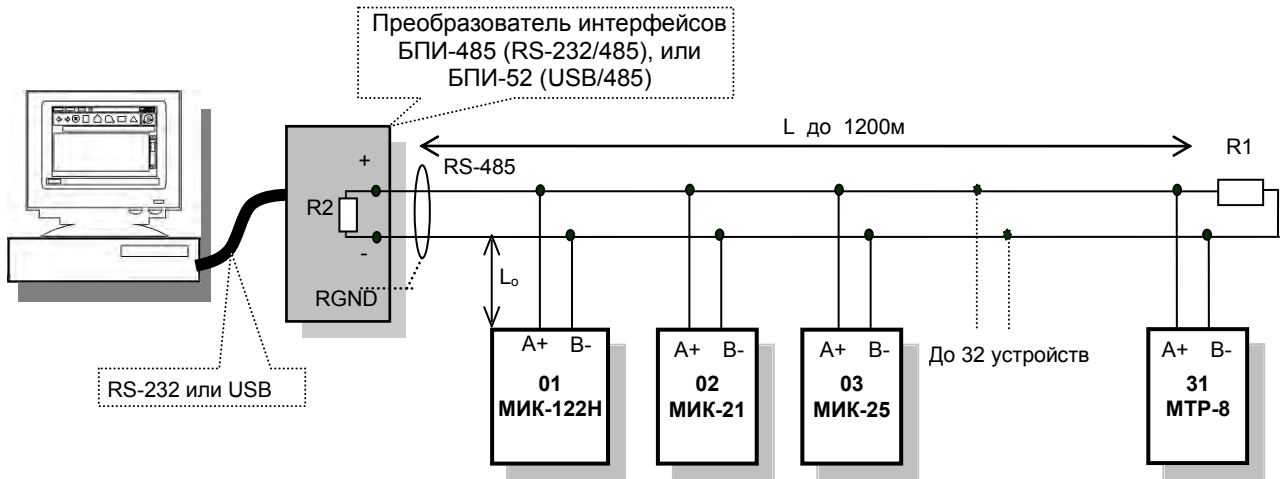 Преобразователь интерфейсов
БПИ-485 (RS-232/485), или
БПИ-52 (USB/485)
L до 1200м
R1
+
RS-485
R2
-
RGND
Lo
RS-232 или USB
До 32 устройств
A+ B-
01
МИК-122Н
A+ B-
02
МИК-21
A+ B-
03
МИК-25
A+ B-
31
МТР-8